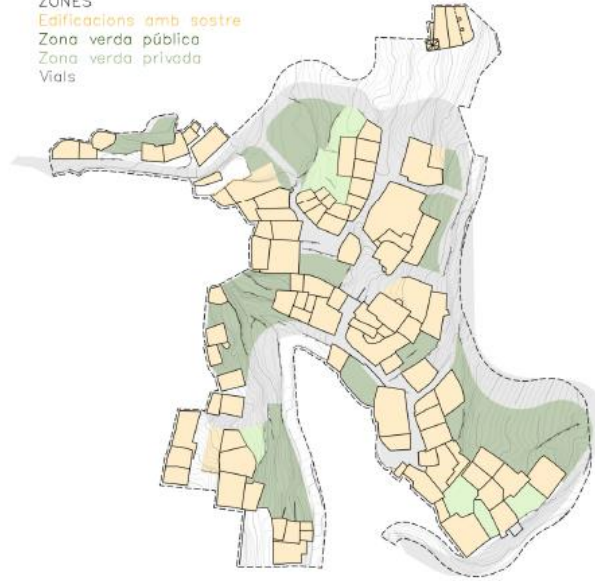 ZONES
Edificacions amb sostre
Zona verda pública
Zona verda privada
Vials